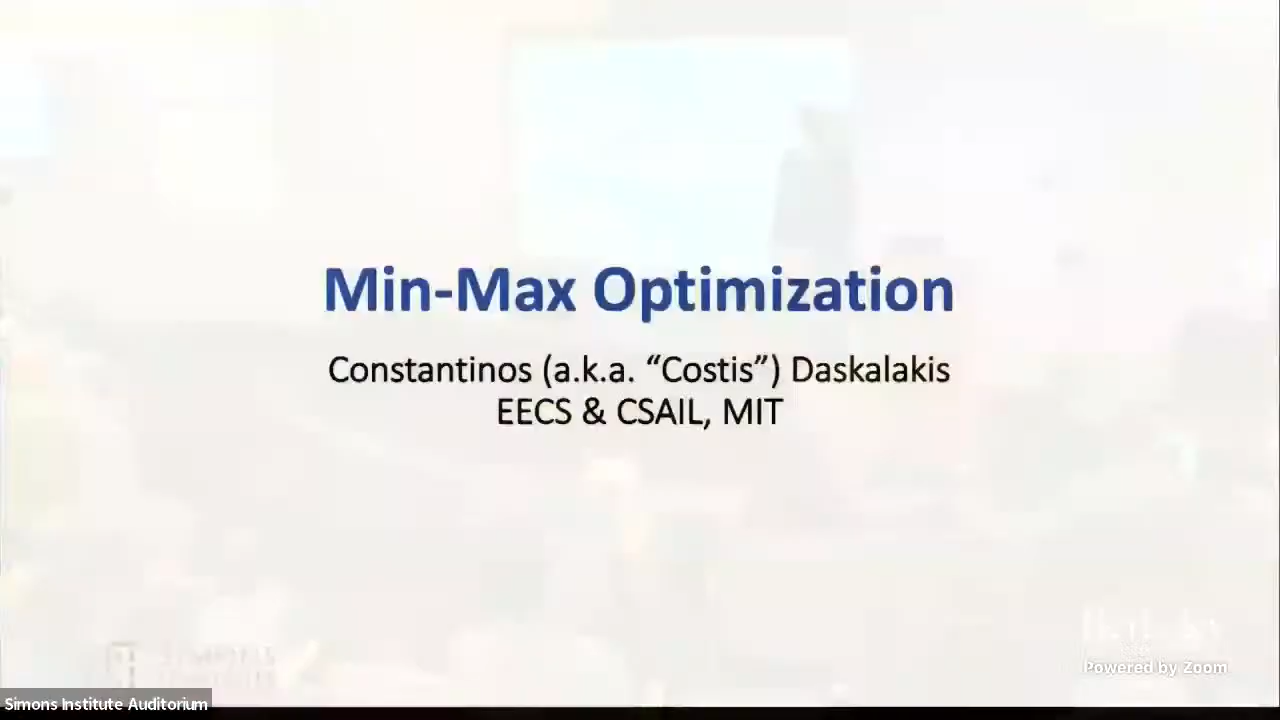 Min-Max Optimization
Constantinos (a.k.a. “Costis”) Daskalakis
EECS & CSAIL, MIT
Powered by Zoom
Simons Institute Auditorium